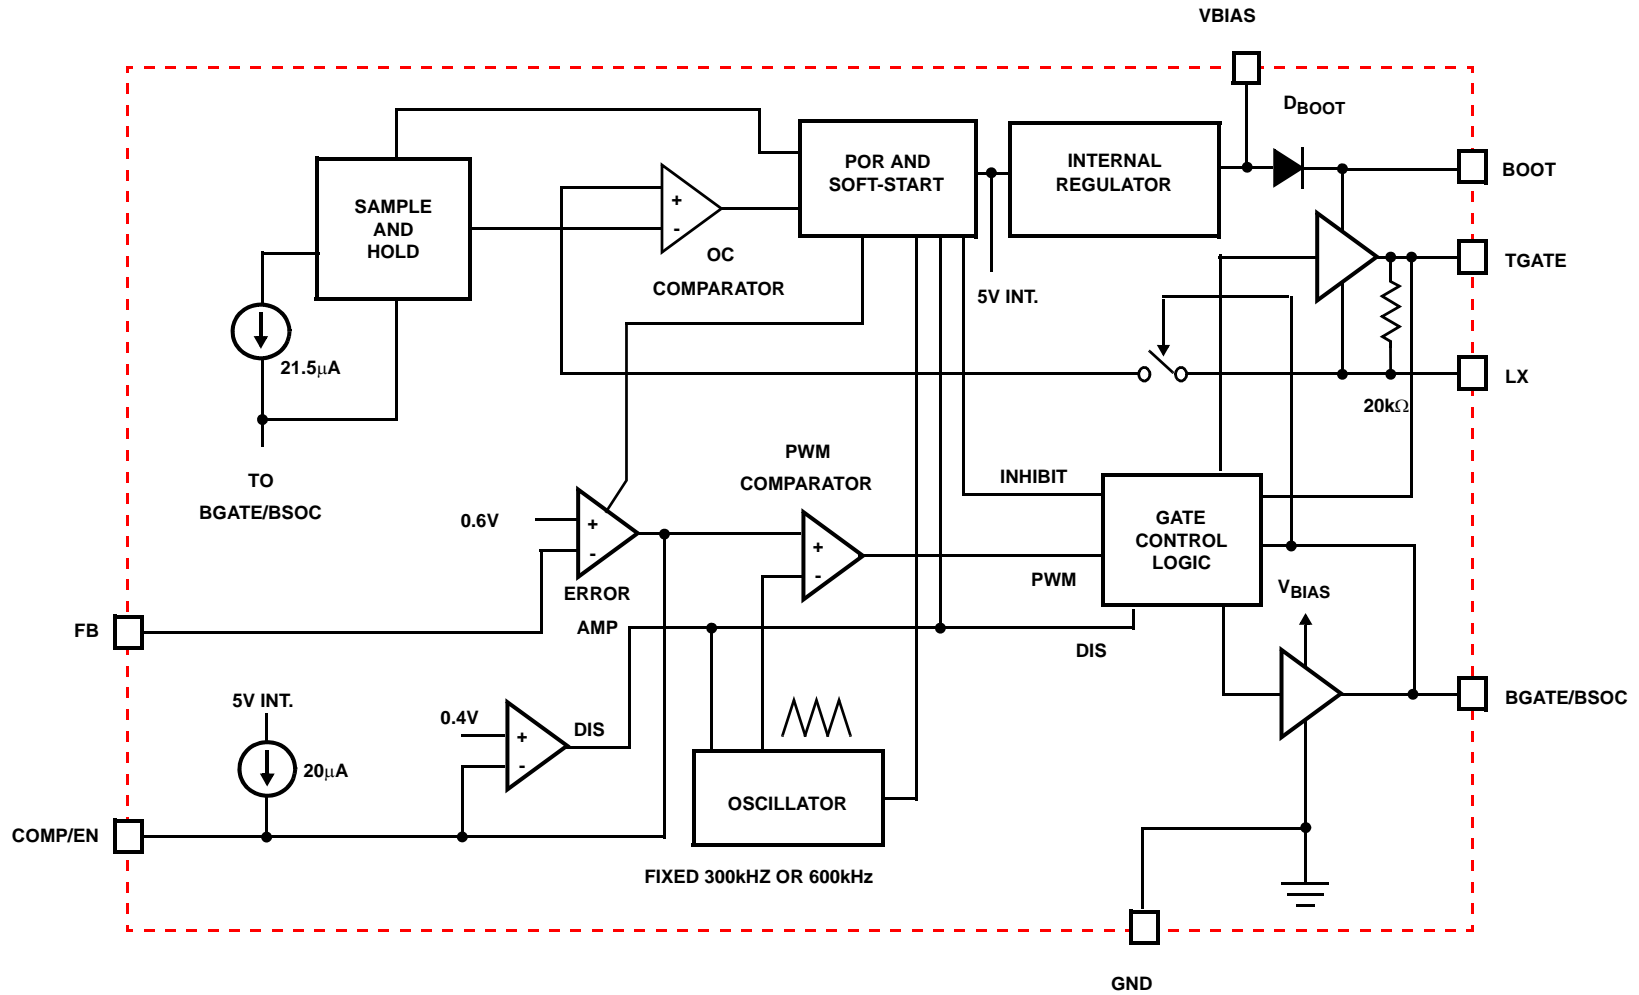 VBIAS
DBOOT
BOOT
POR AND
SOFT-START
INTERNAL
REGULATOR
SAMPLE
AND
HOLD
+
-
OC
COMPARATOR
5V INT.
TGATE
21.5µA
LX
20kΩ
TO
BGATE/BSOC
PWM
COMPARATOR
INHIBIT
0.6V
+
-
ERROR
AMP
+
-
PWM
GATE
CONTROL
LOGIC
VBIAS
FB
DIS
5V INT.
20µA
0.4V
+
-
DIS
BGATE/BSOC
OSCILLATOR
COMP/EN
FIXED 300kHZ OR 600kHz
GND